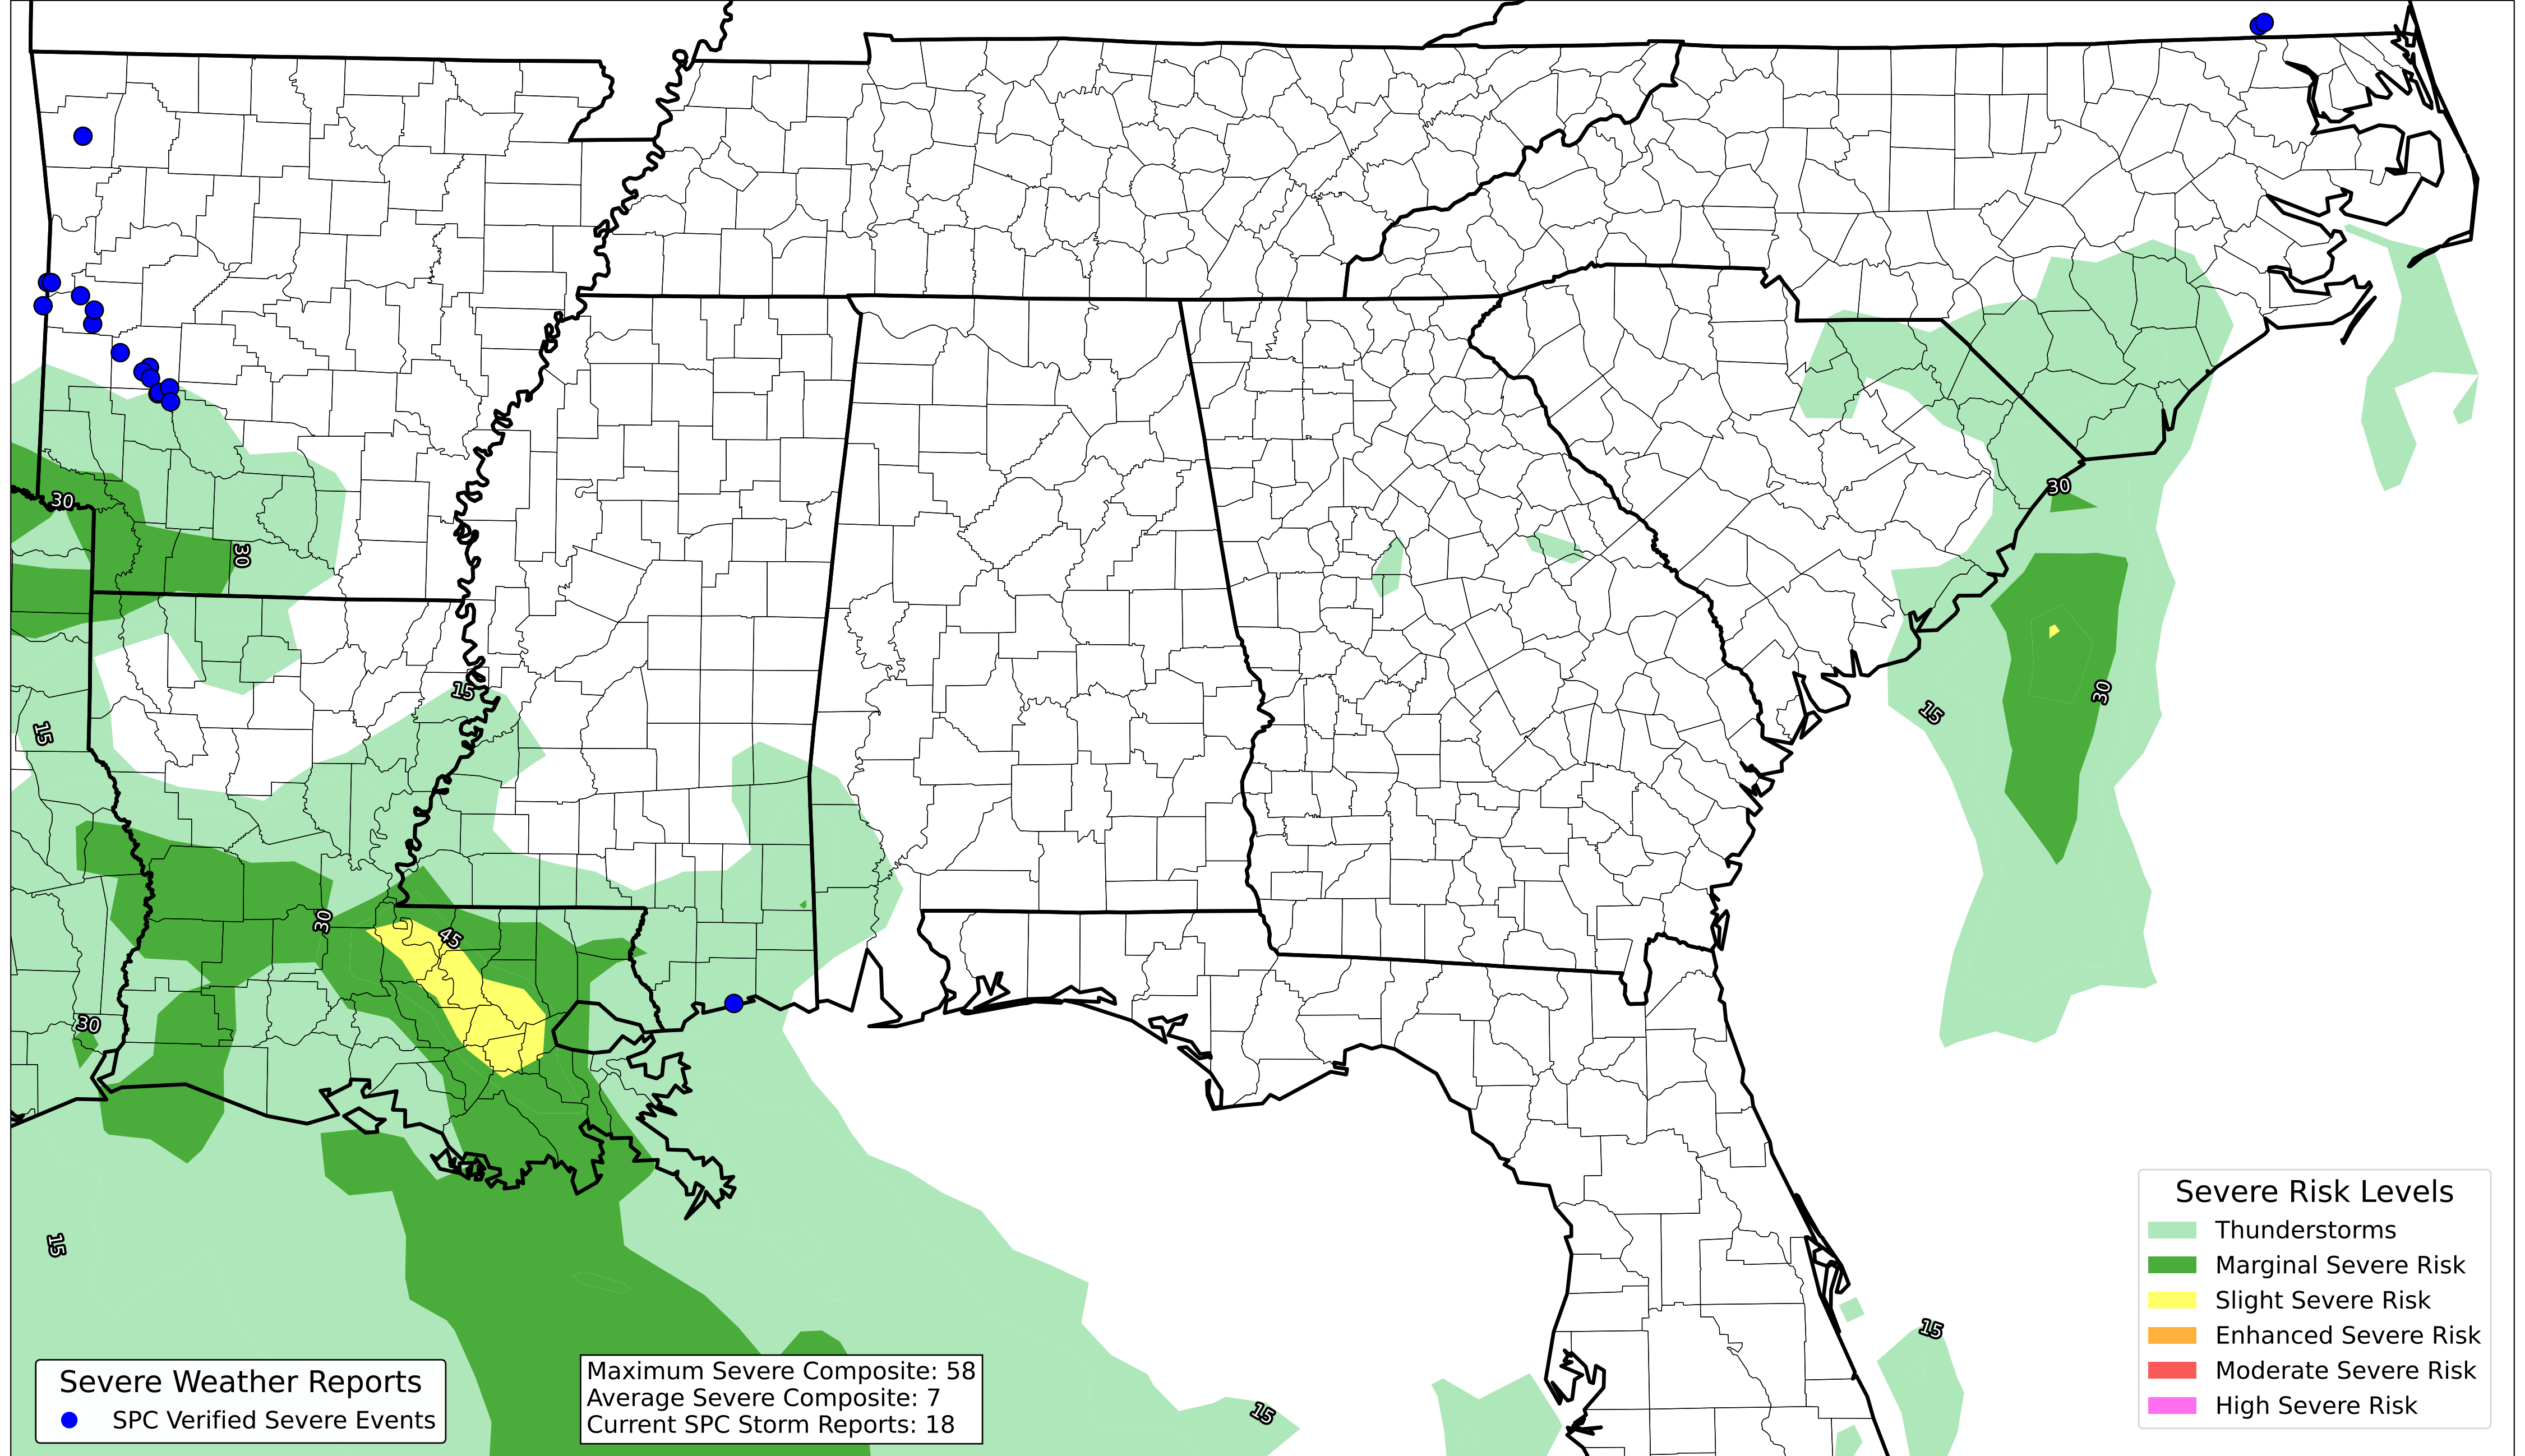 30
30
30
15
15
15
30
30
45
30
15
15
15
Severe Weather Reports
SPC Verified Severe Events
Maximum Severe Composite: 58
Average Severe Composite: 7
Current SPC Storm Reports: 18
Severe Risk Levels
Thunderstorms
Marginal Severe Risk
Slight Severe Risk
Enhanced Severe Risk
Moderate Severe Risk
High Severe Risk